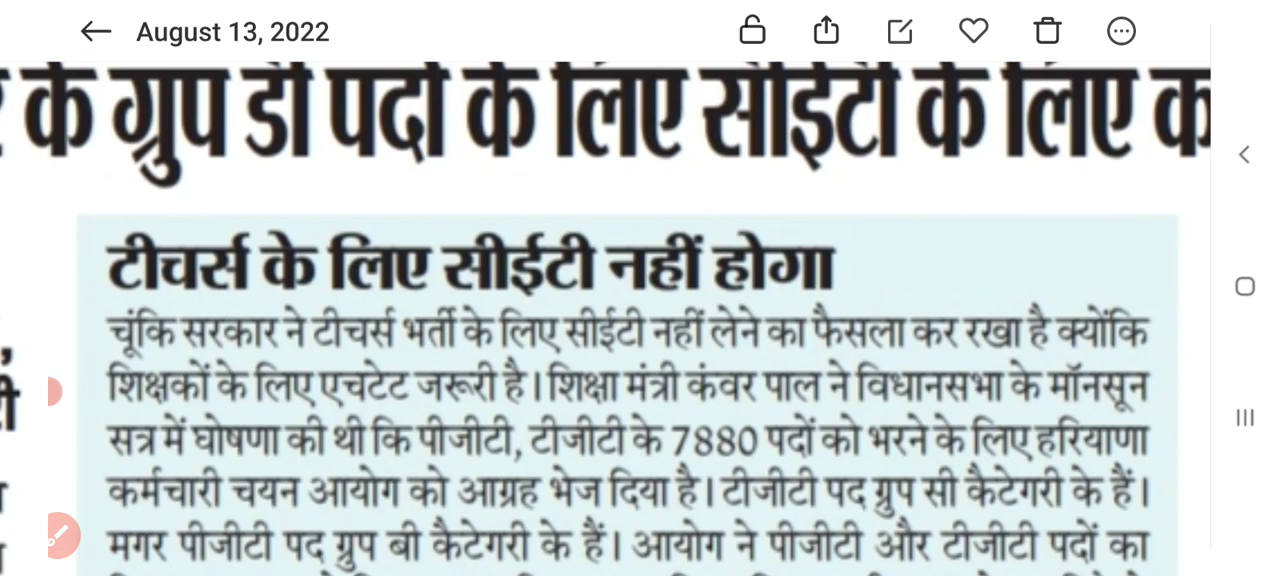 August 13, 2022
के ग्रुप डी पदों के लिए सीईटी के लिए
टीचर्स के लिए सीईटी नहीं होगा
चूंकि सरकार ने टीचर्स भर्ती के लिए सीईटी नहीं लेने का फैसला कर रखा है क्योंकि
शिक्षकों के लिए एचटेट जरूरी है। शिक्षा मंत्री कंवर पाल ने विधानसभा के मॉनसून
सत्र में घोषणा की थी कि पीजीटी, टीजीटी के 7880 पदों को भरने के लिए हरियाणा
कर्मचारी चयन आयोग को आग्रह भेज दिया है। टीजीटी पद ग्रुप सी कैटेगरी के हैं।
मगर पीजीटी पद ग्रुप बी कैटेगरी के हैं। आयोग ने पीजीटी और टीजीटी पदों का